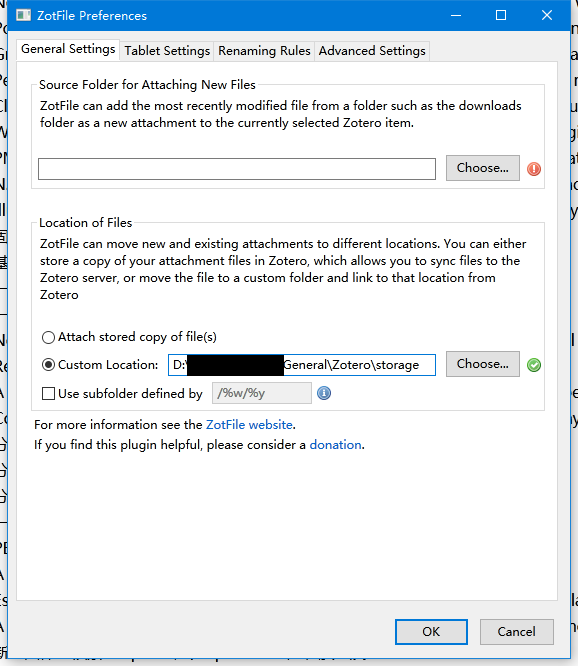 ZotFile Preferences
General Settings
Tablet Settings
Renaming Rules
Advanced Settings
Source Folder for Attaching New Files
ZotFile can add the most recently modified file from a folder such as the downloads
folder as a new attachment to the currently selected Zotero item.
Choose...
Location of Files
ZotFile can move new and existing attachments to different locations. You can either
store a copy of your attachment files in Zotero, which allows you to sync files to the
Zotero server, or move the file to a custom folder and link to that location from
Zotero
Attach stored copy of file(s)
Custom Location: D:\ General\Zotero\storage Choose...
Use subfolder defined by /%w/%y
For more information see the ZotFile website.
If you find this plugin helpful, please consider a donation.
OK
Cancel